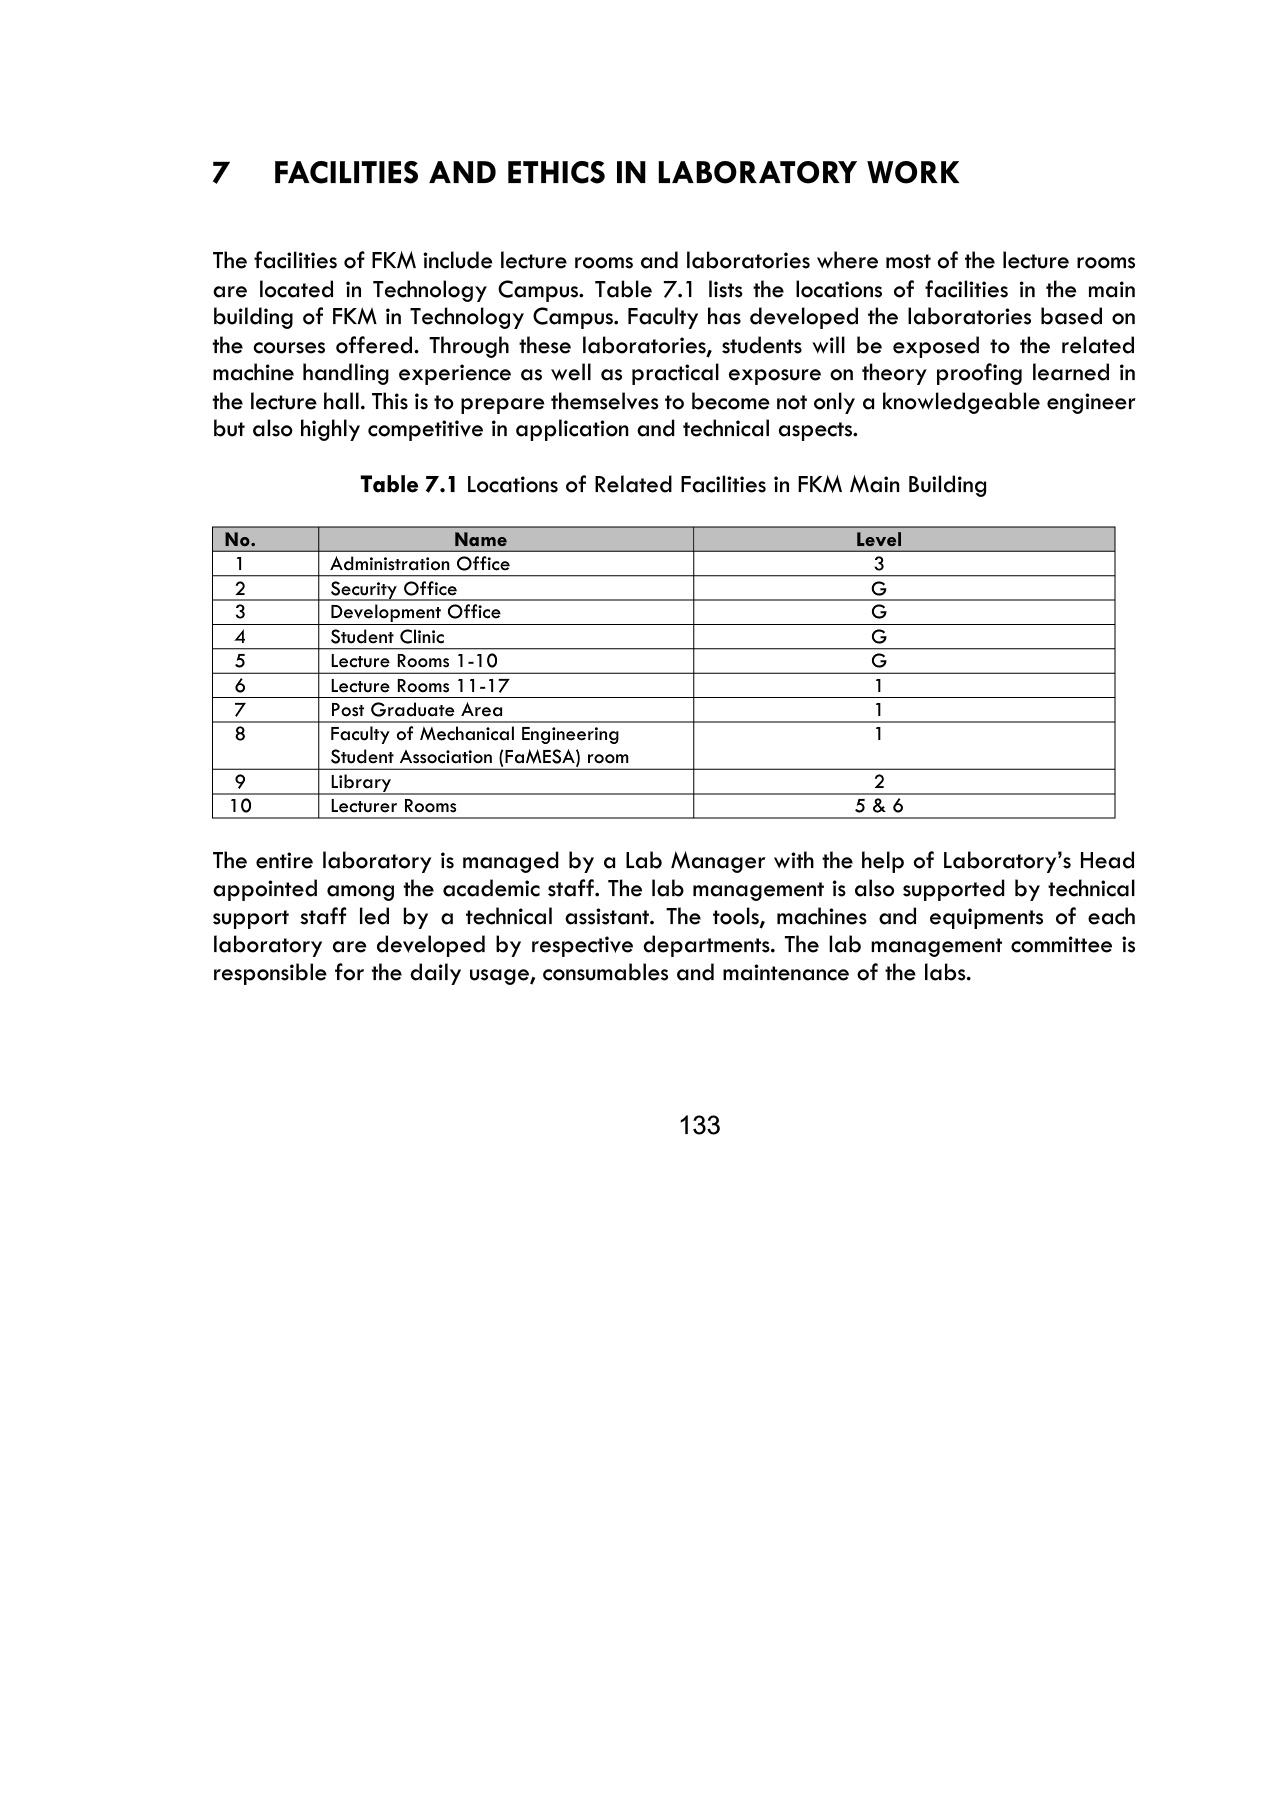 7 FACILITIES AND ETHICS IN LABORATORY WORK
The facilities of FKM include lecture rooms and laboratories where most of the lecture rooms
are located in Technology Campus. Table 7.1 lists the locations of facilities in the main
building of FKM in Technology Campus. Faculty has developed the laboratories based on
the courses offered. Through these laboratories, students will be exposed to the related
machine handling experience as well as practical exposure on theory proofing learned in
the lecture hall. This is to prepare themselves to become not only a knowledgeable engineer
but also highly competitive in application and technical aspects.
Table 7.1 Locations of Related Facilities in FKM Main Building
No. Name Level
1 Administration Office 3
2 Security Office G
3 Development Office G
4 Student Clinic G
5 Lecture Rooms 1-10 G
6 Lecture Rooms 11-17 1
7 Post Graduate Area 1
8 Faculty of Mechanical Engineering 1
Student Association (FaMESA) room
9 Library 2
10 Lecturer Rooms 5 & 6
The entire laboratory is managed by a Lab Manager with the help of Laboratory’s Head
appointed among the academic staff. The lab management is also supported by technical
support staff led by a technical assistant. The tools, machines and equipments of each
laboratory are developed by respective departments. The lab management committee is
responsible for the daily usage, consumables and maintenance of the labs.
133